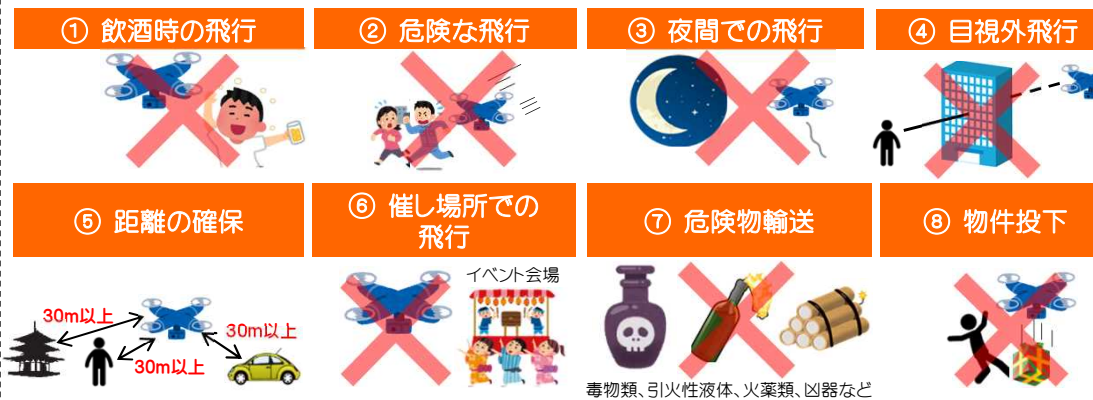 ① 飲酒時の飛行
② 危険な飛行
③ 夜間での飛行
④ 目視外飛行
⑤ 距離の確保
⑥ 催し場所での
飛行
⑦ 危険物輸送
⑧ 物件投下
30m以上
30m以上
30m以上
イベント会場
毒物類、引火性液体、火薬類、凶器など